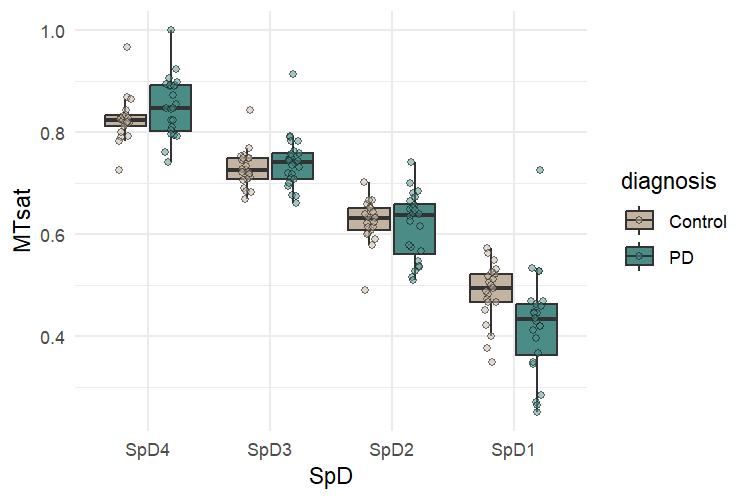 1.0
0.8
0.6
0.4
MTsat
SpD4 SpD3 SpD2 SpD1
SpD
diagnosis
Control
PD